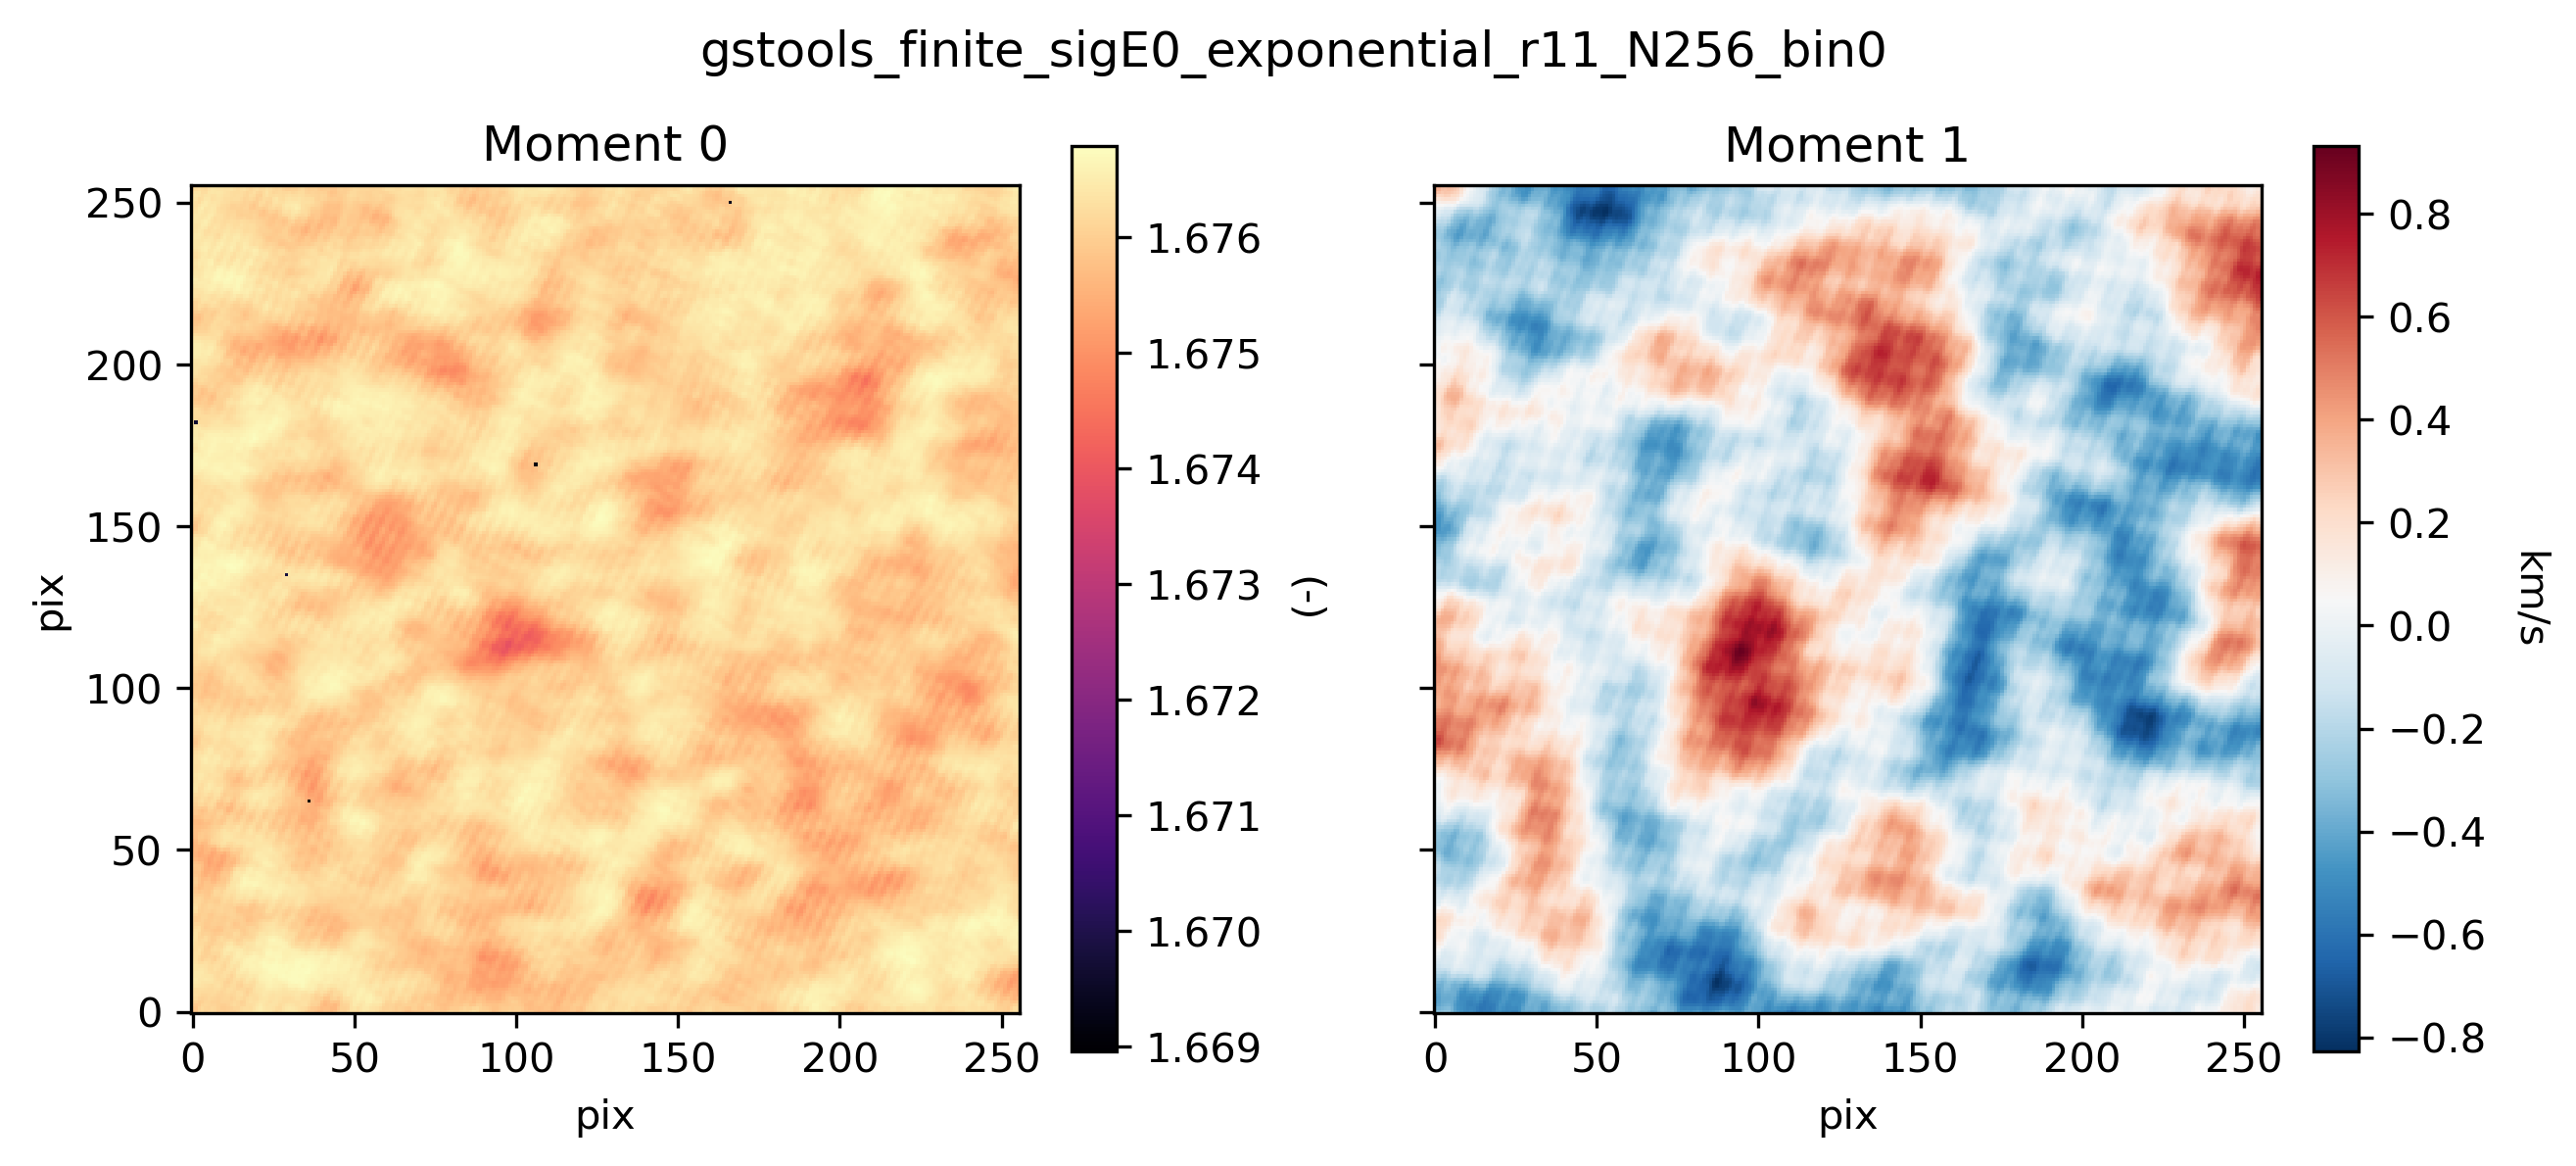 gstools_finite_sigE0_exponential_r11_N256_bin0
Moment 0
Moment 1
250
200
150
100
50
0
pix
0 50 100 150 200 250
pix
1.676
1.675
1.674
1.673
1.672
1.671
1.670
1.669
(-)
0 50 100 150 200 250
pix
0.8
0.6
0.4
0.2
0.0
−0.2
−0.4
−0.6
−0.8
km/s